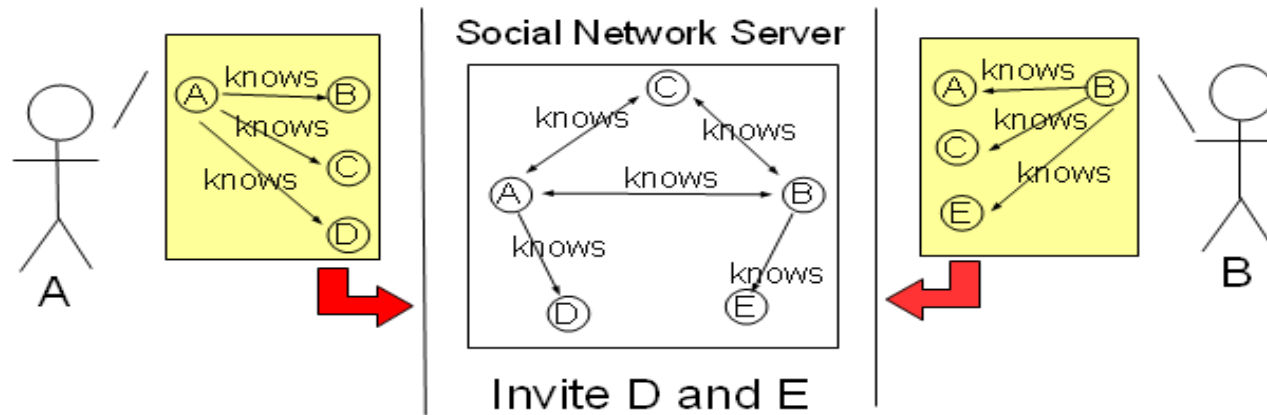 Social Network Server
A knows B
knows
C
knows
D
A
C
knows knows
A knows B
knows knows
D E
Invite D and E
A knows B
knows
C
knows
E
B